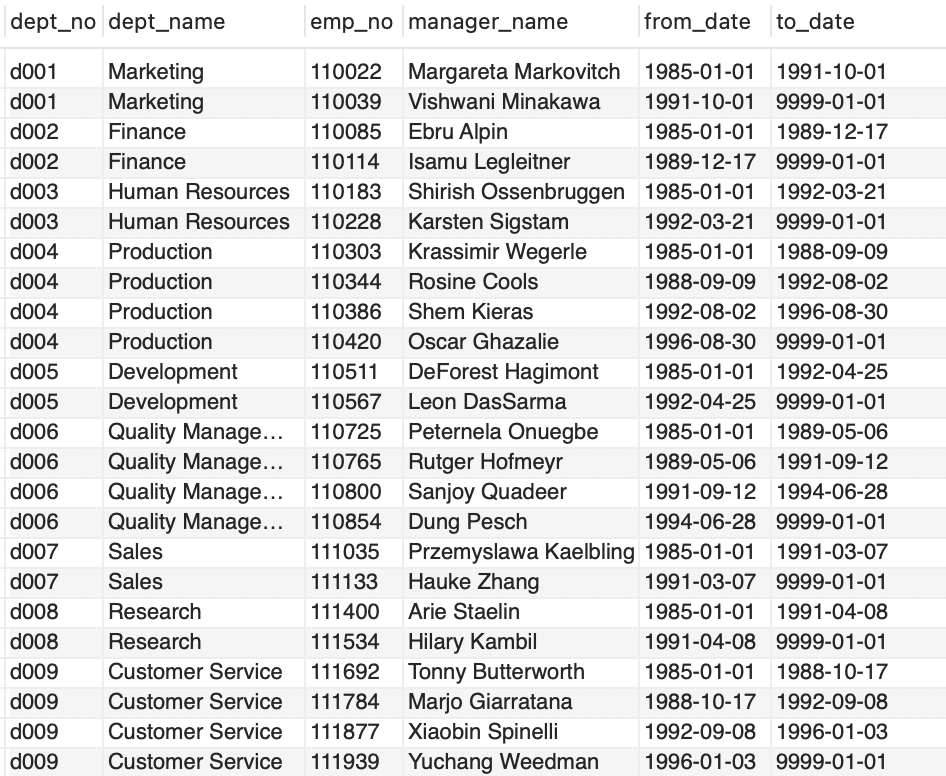 dept_no dept_name emp_no manager_name from_date to_date
d001 Marketing 110022 Margareta Markovitch 1985-01-01 1991-10-01
d001 Marketing 110039 Vishwani Minakawa 1991-10-01 9999-01-01
d002 Finance 110085 Ebru Alpin 1985-01-01 1989-12-17
d002 Finance 110114 Isamu Legleitner 1989-12-17 9999-01-01
d003 Human Resources 110183 Shirish Ossenbruggen 1985-01-01 1992-03-21
d003 Human Resources 110228 Karsten Sigstam 1992-03-21 9999-01-01
d004 Production 110303 Krassimir Wegerle 1985-01-01 1988-09-09
d004 Production 110344 Rosine Cools 1988-09-09 1992-08-02
d004 Production 110386 Shem Kieras 1992-08-02 1996-08-30
d004 Production 110420 Oscar Ghazalie 1996-08-30 9999-01-01
d005 Development 110511 DeForest Hagimont 1985-01-01 1992-04-25
d005 Development 110567 Leon DasSarma 1992-04-25 9999-01-01
d006 Quality Manage... 110725 Peternela Onuegbe 1985-01-01 1989-05-06
d006 Quality Manage... 110765 Rutger Hofmeyr 1989-05-06 1991-09-12
d006 Quality Manage... 110800 Sanjoy Quadeer 1991-09-12 1994-06-28
d006 Quality Manage... 110854 Dung Pesch 1994-06-28 9999-01-01
d007 Sales 111035 Przemyslawa Kaelbling 1985-01-01 1991-03-07
d007 Sales 111133 Hauke Zhang 1991-03-07 9999-01-01
d008 Research 111400 Arie Staelin 1985-01-01 1991-04-08
d008 Research 111534 Hilary Kambil 1991-04-08 9999-01-01
d009 Customer Service 111692 Tonny Butterworth 1985-01-01 1988-10-17
d009 Customer Service 111784 Marjo Giarratana 1988-10-17 1992-09-08
d009 Customer Service 111877 Xiaobin Spinelli 1992-09-08 1996-01-03
d009 Customer Service 111939 Yuchang Weedman 1996-01-03 9999-01-01